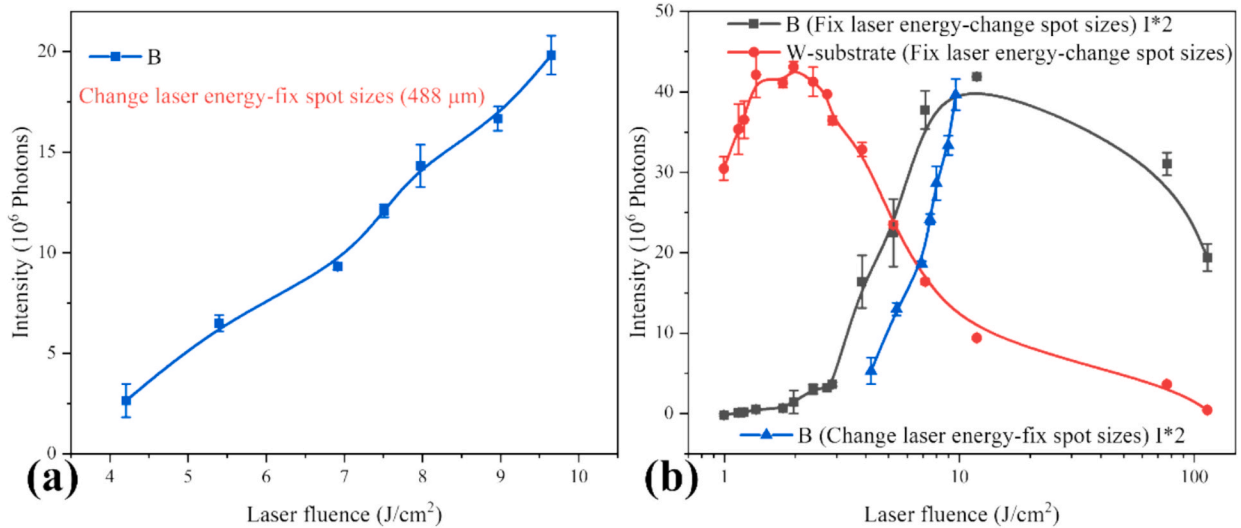 B
Change laser energy-fix spot sizes (488 μm)
Intensity (10⁶ Photons)
20
15
10
5
0
4 5 6 7 8 9 10
Laser fluence (J/cm²)
(a)
B (Fix laser energy-change spot sizes) I*2
W-substrate (Fix laser energy-change spot sizes)
Intensity (10⁶ Photons)
50
40
30
20
10
0
B (Change laser energy-fix spot sizes) I*2
1 10 100
Laser fluence (J/cm²)
(b)